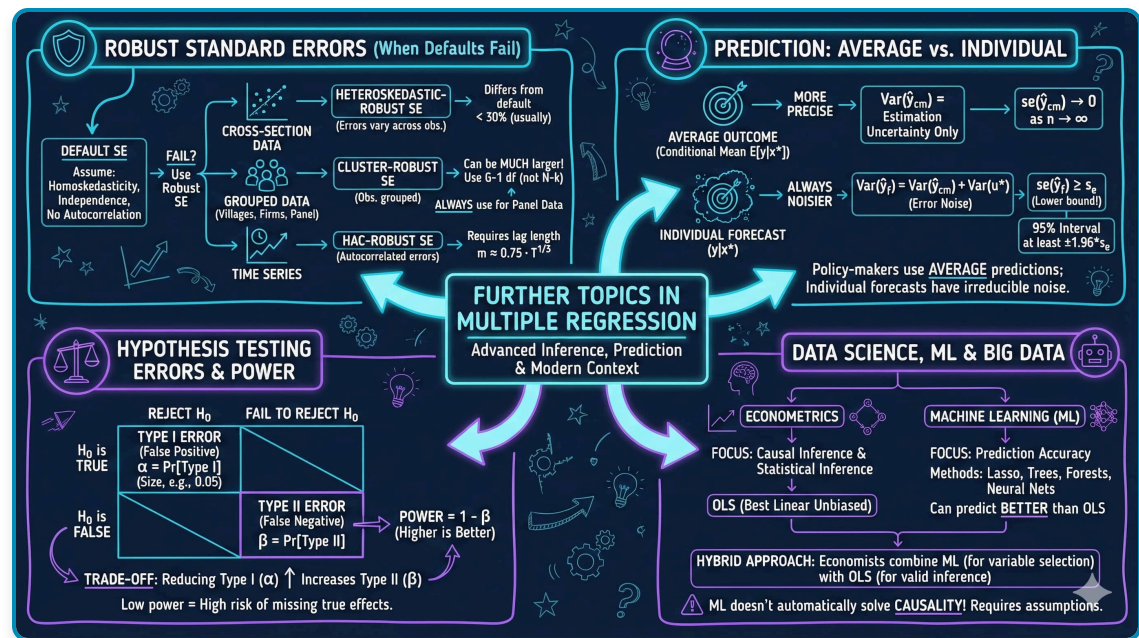 ROBUST STANDARD ERRORS (When Defaults Fail)
DEFAULT SE
Assume:
Homoskedasticity,
Independence,
No Autocorrelation
FAIL?
Use
Robust
SE
CROSS-SECTION
DATA
HETEROSKEDASTIC-
ROBUST SE
(Errors vary across obs.)
Differs from
default
< 30% (usually)
GROUPED DATA
(Villages, Firms, Panel)
CLUSTER-ROBUST
SE
(Obs. grouped)
Can be MUCH larger!
Use G-1 df (not N-k)
ALWAYS use for Panel Data
TIME SERIES
HAC-ROBUST SE
(Autocorrelated errors)
Requires lag length
m ≈ 0.75 · T^1/3
PREDICTION: AVERAGE vs. INDIVIDUAL
AVERAGE OUTCOME
(Conditional Mean E[y|x*])
MORE
PRECISE
Var(ŷcm) =
Estimation
Uncertainty Only
se(ŷcm) → 0
as n → ∞
INDIVIDUAL FORECAST
(y|x*)
ALWAYS
NOISIER
Var(ŷf) = Var(ŷcm) + Var(u*)
(Error Noise)
se(ŷf) ≥ se
(Lower bound!)
95% Interval
at least ±1.96*se
Policy-makers use AVERAGE predictions;
Individual forecasts have irreducible noise.
FURTHER TOPICS IN
MULTIPLE REGRESSION
Advanced Inference, Prediction
& Modern Context
HYPOTHESIS TESTING
ERRORS & POWER
REJECT H₀
FAIL TO REJECT H₀
H₀ is
TRUE
TYPE I ERROR
(False Positive)
α = Pr[Type I]
(Size, e.g., 0.05)
H₀ is
FALSE
TYPE II ERROR
(False Negative)
β = Pr[Type II]
POWER = 1 - β
(Higher is Better)
TRADE-OFF: Reducing Type I (α) ↑ Increases Type II (β)
Low power = High risk of missing true effects.
DATA SCIENCE, ML & BIG DATA
ECONOMETRICS
FOCUS: Causal Inference &
Statistical Inference
OLS (Best Linear Unbiased)
MACHINE LEARNING (ML)
FOCUS: Prediction Accuracy
Methods: Lasso, Trees, Forests,
Neural Nets
Can predict BETTER than OLS
HYBRID APPROACH: Economists combine ML (for variable selection)
with OLS (for valid inference)
ML doesn't automatically solve CAUSALITY! Requires assumptions.